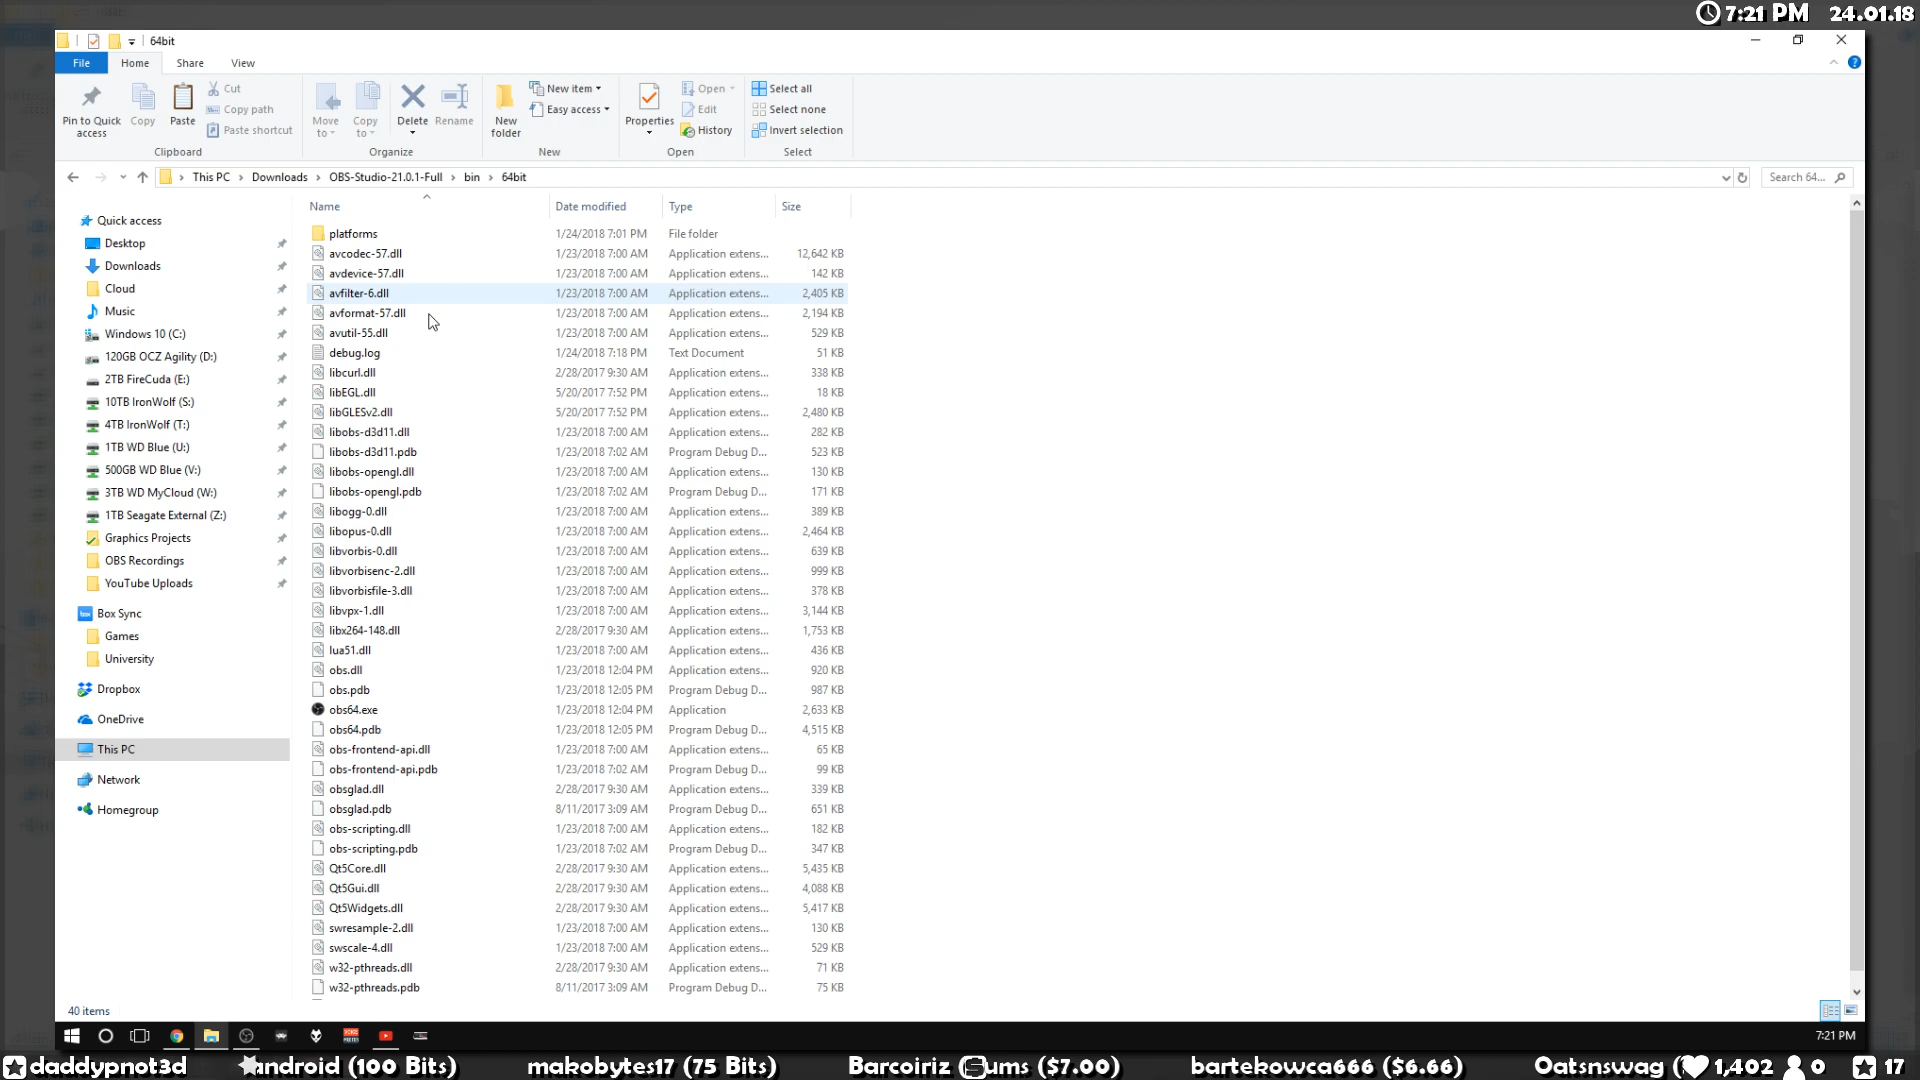 7:21 PM 24.01.18
64bit
File Home Share View
Pin to Quick access
Copy
Paste
Cut
Copy path
Paste shortcut
Clipboard
Move to
Copy to
Delete
Rename
Organize
New folder
New item
Easy access
New
Properties
Open
Edit
History
Open
Select all
Select none
Invert selection
Select
This PC > Downloads > OBS-Studio-21.0.1-Full > bin > 64bit
Search 64...
Quick access
Desktop
Downloads
Cloud
Music
Windows 10 (C:)
120GB OCZ Agility (D:)
2TB FireCuda (E:)
10TB IronWolf (S:)
4TB IronWolf (T:)
1TB WD Blue (U:)
500GB WD Blue (V:)
3TB WD MyCloud (W:)
1TB Seagate External (Z:)
Graphics Projects
OBS Recordings
YouTube Uploads
Box Sync
Games
University
Dropbox
OneDrive
This PC
Network
Homegroup
Name Date modified Type Size
platforms 1/24/2018 7:01 PM File folder
avcodec-57.dll 1/23/2018 7:00 AM Application extens... 12,642 KB
avdevice-57.dll 1/23/2018 7:00 AM Application extens... 142 KB
avfilter-6.dll 1/23/2018 7:00 AM Application extens... 2,405 KB
avformat-57.dll 1/23/2018 7:00 AM Application extens... 2,194 KB
avutil-55.dll 1/23/2018 7:00 AM Application extens... 529 KB
debug.log 1/24/2018 7:18 PM Text Document 51 KB
libcurl.dll 2/28/2017 9:30 AM Application extens... 338 KB
libEGL.dll 5/20/2017 7:52 PM Application extens... 18 KB
libGLESv2.dll 5/20/2017 7:52 PM Application extens... 2,480 KB
libobs-d3d11.dll 1/23/2018 7:00 AM Application extens... 282 KB
libobs-d3d11.pdb 1/23/2018 7:02 AM Program Debug D... 523 KB
libobs-opengl.dll 1/23/2018 7:00 AM Application extens... 130 KB
libobs-opengl.pdb 1/23/2018 7:02 AM Program Debug D... 171 KB
libogg-0.dll 1/23/2018 7:00 AM Application extens... 389 KB
libopus-0.dll 1/23/2018 7:00 AM Application extens... 2,464 KB
libvorbis-0.dll 1/23/2018 7:00 AM Application extens... 639 KB
libvorbisenc-2.dll 1/23/2018 7:00 AM Application extens... 999 KB
libvorbisfile-3.dll 1/23/2018 7:00 AM Application extens... 378 KB
libvpx-1.dll 1/23/2018 7:00 AM Application extens... 3,144 KB
libx264-148.dll 2/28/2017 9:30 AM Application extens... 1,753 KB
lua51.dll 1/23/2018 7:00 AM Application extens... 436 KB
obs.dll 1/23/2018 12:04 PM Application extens... 920 KB
obs.pdb 1/23/2018 12:05 PM Program Debug D... 987 KB
obs64.exe 1/23/2018 12:04 PM Application 2,633 KB
obs64.pdb 1/23/2018 12:05 PM Program Debug D... 4,515 KB
obs-frontend-api.dll 1/23/2018 7:00 AM Application extens... 65 KB
obs-frontend-api.pdb 1/23/2018 7:02 AM Program Debug D... 99 KB
obsglad.dll 2/28/2017 9:30 AM Application extens... 339 KB
obsglad.pdb 8/11/2017 3:09 AM Program Debug D... 651 KB
obs-scripting.dll 1/23/2018 7:00 AM Application extens... 182 KB
obs-scripting.pdb 1/23/2018 7:02 AM Program Debug D... 347 KB
Qt5Core.dll 2/28/2017 9:30 AM Application extens... 5,435 KB
Qt5Gui.dll 2/28/2017 9:30 AM Application extens... 4,088 KB
Qt5Widgets.dll 2/28/2017 9:30 AM Application extens... 5,417 KB
swresample-2.dll 1/23/2018 7:00 AM Application extens... 130 KB
swscale-4.dll 1/23/2018 7:00 AM Application extens... 529 KB
w32-pthreads.dll 2/28/2017 9:30 AM Application extens... 71 KB
w32-pthreads.pdb 8/11/2017 3:09 AM Program Debug D... 75 KB
40 items
7:21 PM
daddypnot3d android (100 Bits) makobytes17 (75 Bits) Barcoiriz ums ($7.00) bartekowca666 ($6.66) Oatsnswag ( 1,402 0 17